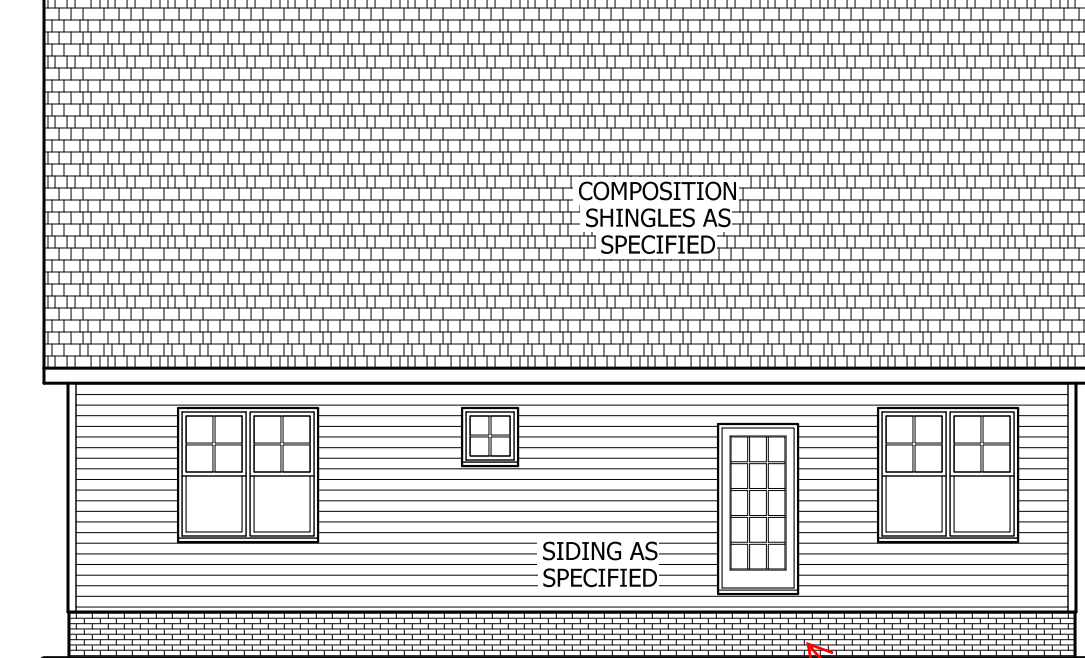 COMPOSITION
SHINGLES AS
SPECIFIED
SIDING AS
SPECIFIED